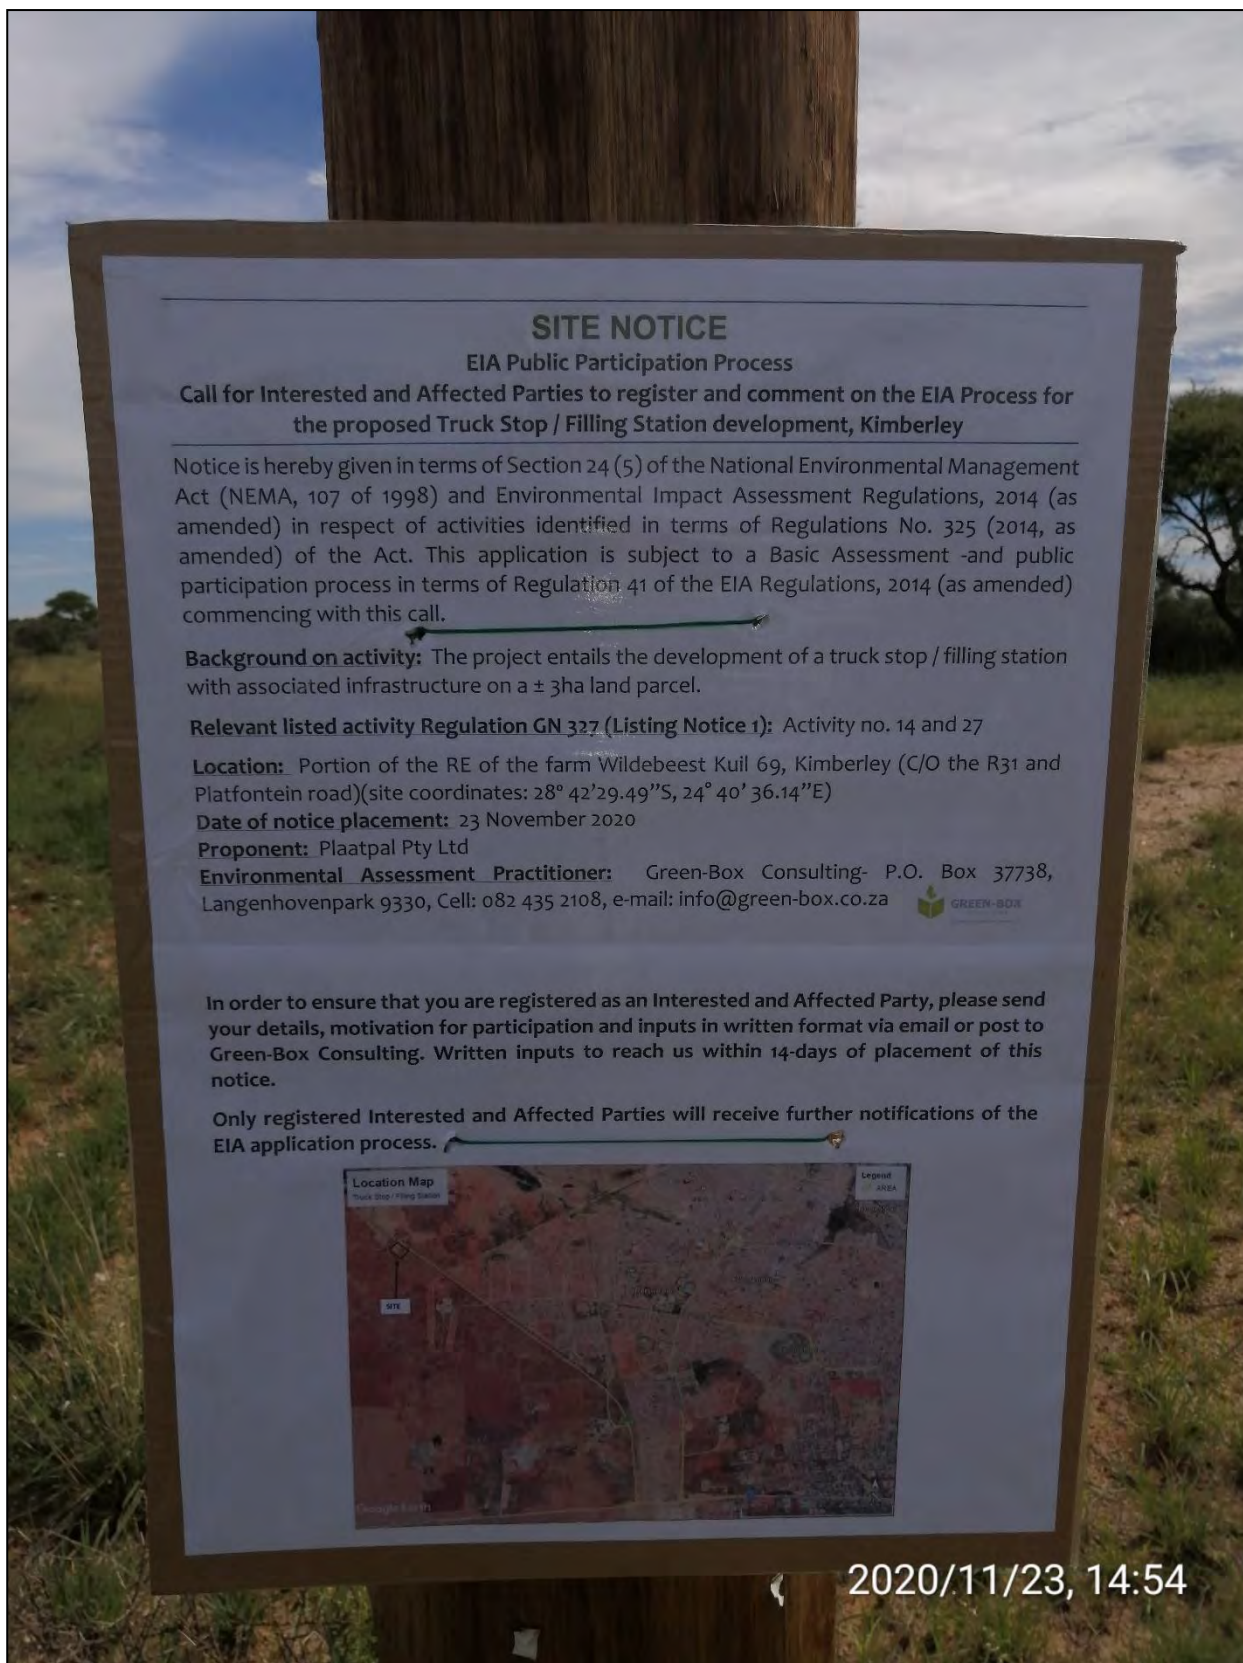 SITE NOTICE
EIA Public Participation Process
Call for Interested and Affected Parties to register and comment on the EIA Process for
the proposed Truck Stop / Filling Station development, Kimberley
Notice is hereby given in terms of Section 24 (5) of the National Environmental Management
Act (NEMA, 107 of 1998) and Environmental Impact Assessment Regulations, 2014 (as
amended) in respect of activities identified in terms of Regulations No. 325 (2014, as
amended) of the Act. This application is subject to a Basic Assessment -and public
participation process in terms of Regulation 41 of the EIA Regulations, 2014 (as amended)
commencing with this call.
Background on activity: The project entails the development of a truck stop / filling station
with associated infrastructure on a ± 3ha land parcel.
Relevant listed activity Regulation GN 327 (Listing Notice 1): Activity no. 14 and 27
Location: Portion of the RE of the farm Wildebeest Kuil 69, Kimberley (C/O the R31 and
Platfontein road)(site coordinates: 28° 42’29.49”S, 24° 40’ 36.14”E)
Date of notice placement: 23 November 2020
Proponent: Plaatpal Pty Ltd
Environmental Assessment Practitioner: Green-Box Consulting- P.O. Box 37738,
Langenhovenpark 9330, Cell: 082 435 2108, e-mail: info@green-box.co.za
GREEN-BOX
In order to ensure that you are registered as an Interested and Affected Party, please send
your details, motivation for participation and inputs in written format via email or post to
Green-Box Consulting. Written inputs to reach us within 14-days of placement of this
notice.
Only registered Interested and Affected Parties will receive further notifications of the
EIA application process.
Location Map
Truck Stop / Filling Station
Legend
AREA
SITE
Google Earth
2020/11/23, 14:54